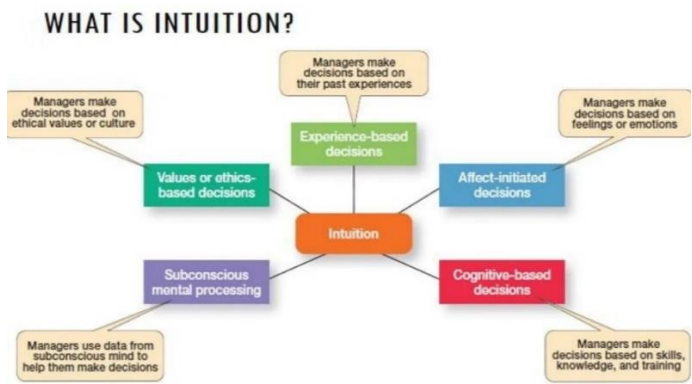 WHAT IS INTUITION?
Managers make
decisions based on
their past experiences
Managers make
decisions based on
ethical values or culture
Managers make
decisions based on
feelings or emotions
Experience-based
decisions
Values or ethics-
based decisions
Affect-initiated
decisions
Intuition
Subconscious
mental processing
Cognitive-based
decisions
Managers use data from
subconscious mind to
help them make decisions
Managers make
decisions based on skills,
knowledge, and training